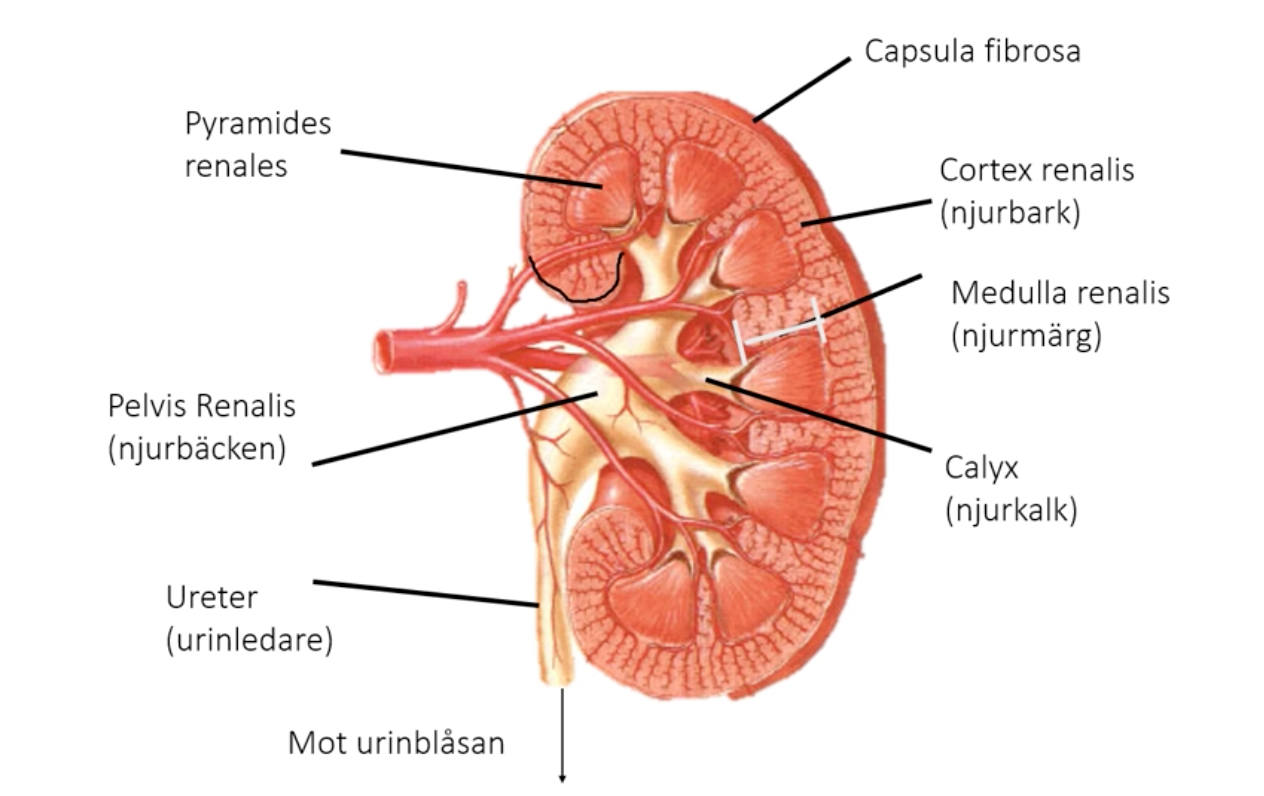 Capsula fibrosa
Pyramides
renales
Cortex renalis
(njurbark)
Medulla renalis
(njurmärg)
Pelvis Renalis
(njurbäcken)
Calyx
(njurkalk)
Ureter
(urinledare)
Mot urinblåsan